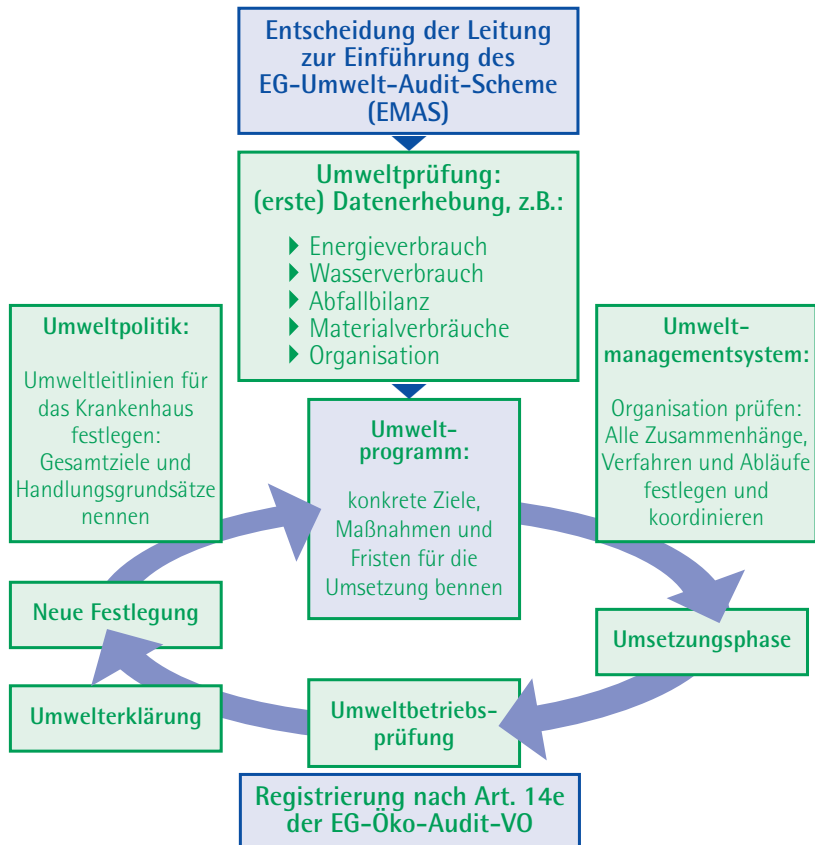 Entscheidung der Leitung
zur Einführung des
EG-Umwelt-Audit-Scheme
(EMAS)
Umweltprüfung:
(erste) Datenerhebung, z.B.:
Energieverbrauch
Wasserverbrauch
Abfallbilanz
Materialverbräuche
Organisation
Umweltpolitik:
Umweltleitlinien für
das Krankenhaus
festlegen:
Gesamtziele und
Handlungsgrundsätze
nennen
Umwelt-
programm:
konkrete Ziele,
Maßnahmen und
Fristen für die
Umsetzung bennen
Umwelt-
managementsystem:
Organisation prüfen:
Alle Zusammenhänge,
Verfahren und Abläufe
festlegen und
koordinieren
Neue Festlegung
Umsetzungsphase
Umwelterklärung
Umweltbetriebs-
prüfung
Registrierung nach Art. 14e
der EG-Öko-Audit-VO